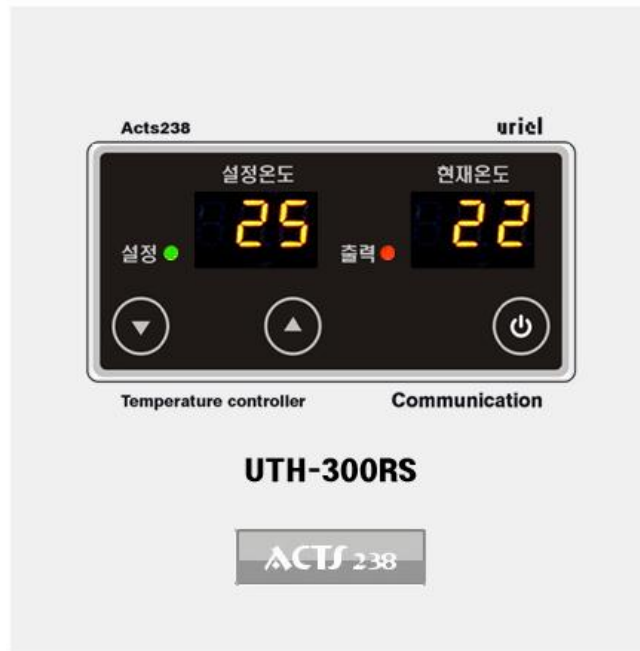 Acts238 uriel
설정온도 현재온도
설정 25 출력 22
Temperature controller Communication
UTH-300RS
ACTS 238